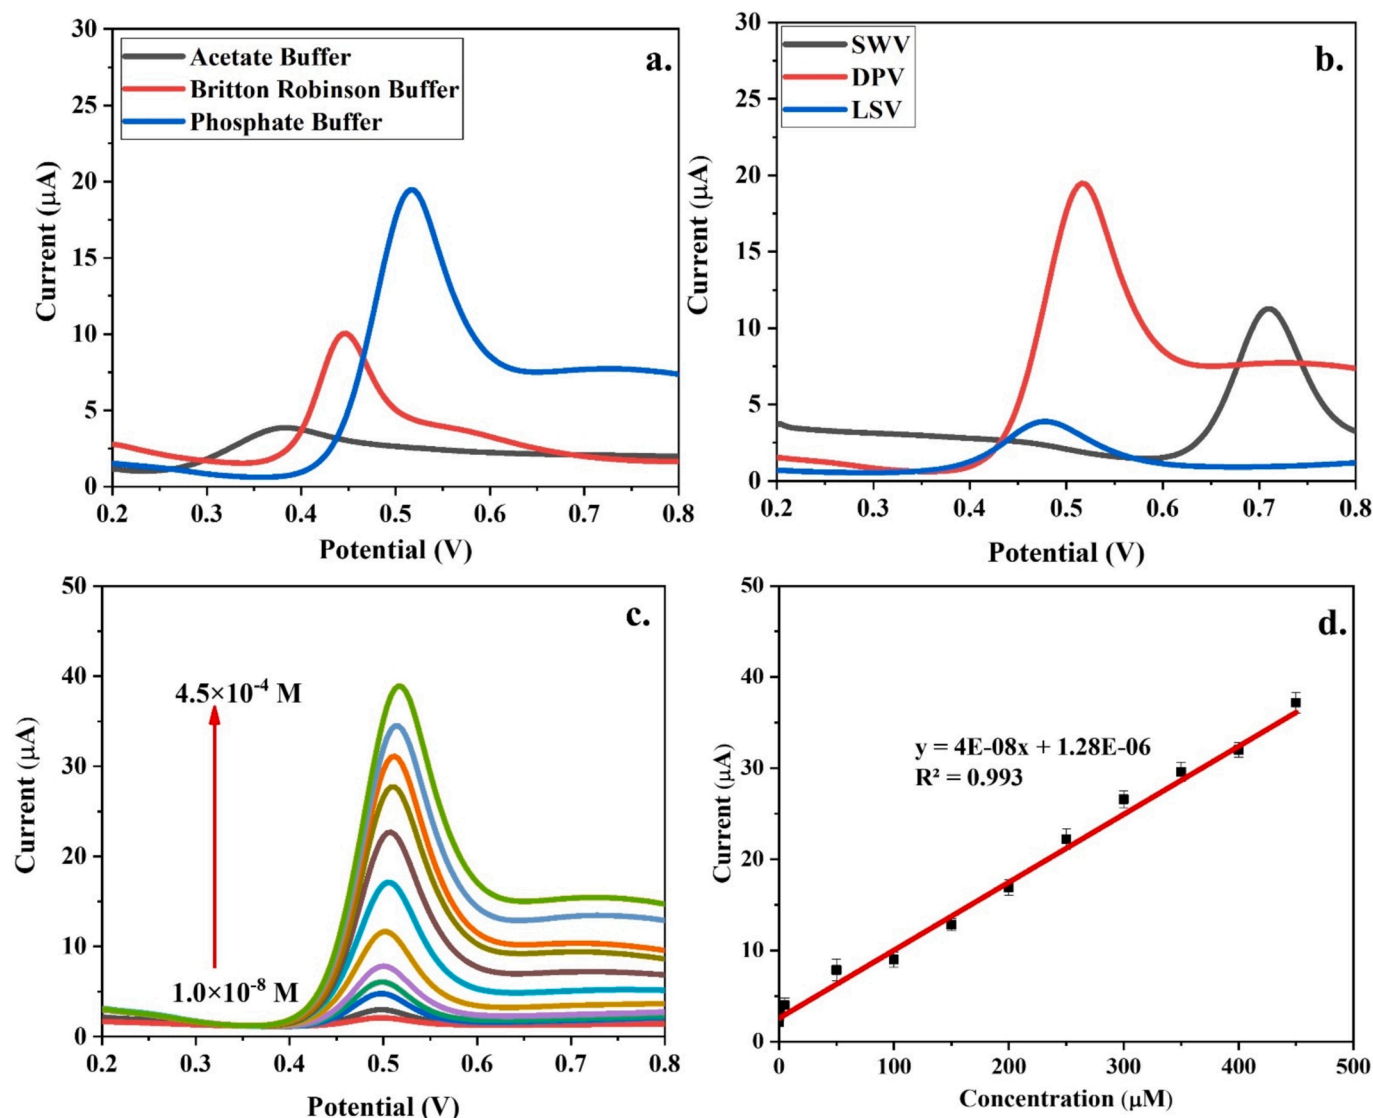 30
25
20
15
10
5
0
Current (μA)
Acetate Buffer
Britton Robinson Buffer
Phosphate Buffer
a.
0.2 0.3 0.4 0.5 0.6 0.7 0.8
Potential (V)
30
25
20
15
10
5
0
Current (μA)
SWV
DPV
LSV
b.
0.2 0.3 0.4 0.5 0.6 0.7 0.8
Potential (V)
50
40
30
20
10
0
Current (μA)
c.
4.5×10-4 M
1.0×10-8 M
0.2 0.3 0.4 0.5 0.6 0.7 0.8
Potential (V)
50
40
30
20
10
0
Current (μA)
d.
y = 4E-08x + 1.28E-06
R² = 0.993
100 200 300 400 500
Concentration (μM)